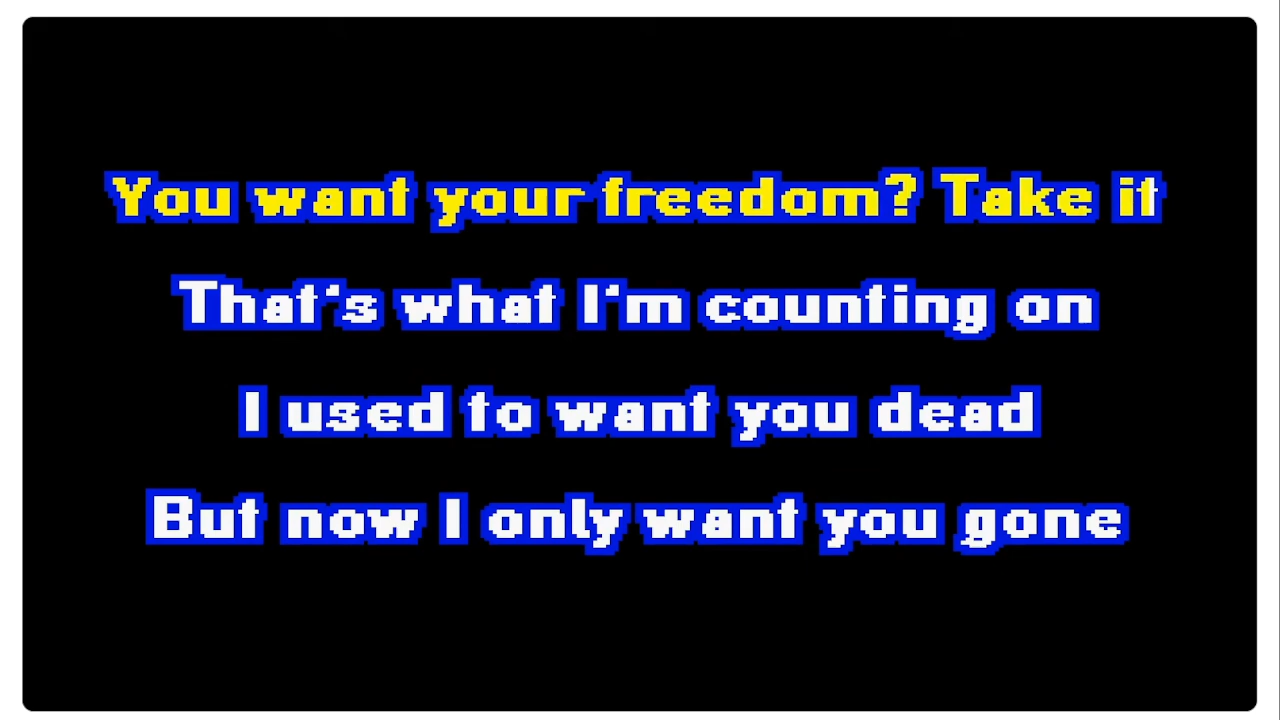 You want your freedom? Take it
That's what I'm counting on
I used to want you dead
But now I only want you gone